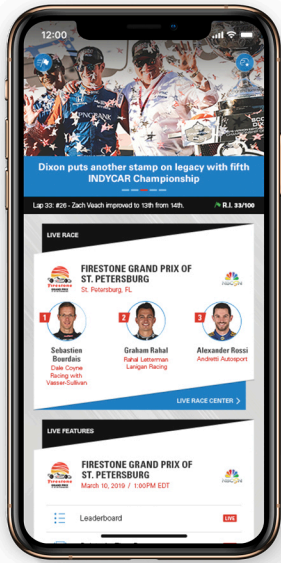 12:00
Dixon puts another stamp on legacy with fifth
INDYCAR Championship
Lap 33: #26 - Zach Veach improved to 13th from 14th.
R.I. 33/100
LIVE RACE
Firestone
FIRESTONE GRAND PRIX OF
ST. PETERSBURG
St. Petersburg, FL
1
2
3
Sebastien
Bourdais
Dale Coyne
Racing with
Vasser-Sullivan
Graham Rahal
Rahal Letterman
Lanigan Racing
Alexander Rossi
Andretti Autosport
LIVE RACE CENTER >
LIVE FEATURES
Firestone
FIRESTONE GRAND PRIX OF
ST. PETERSBURG
March 10, 2019 / 1:00PM EDT
Leaderboard
LIVE